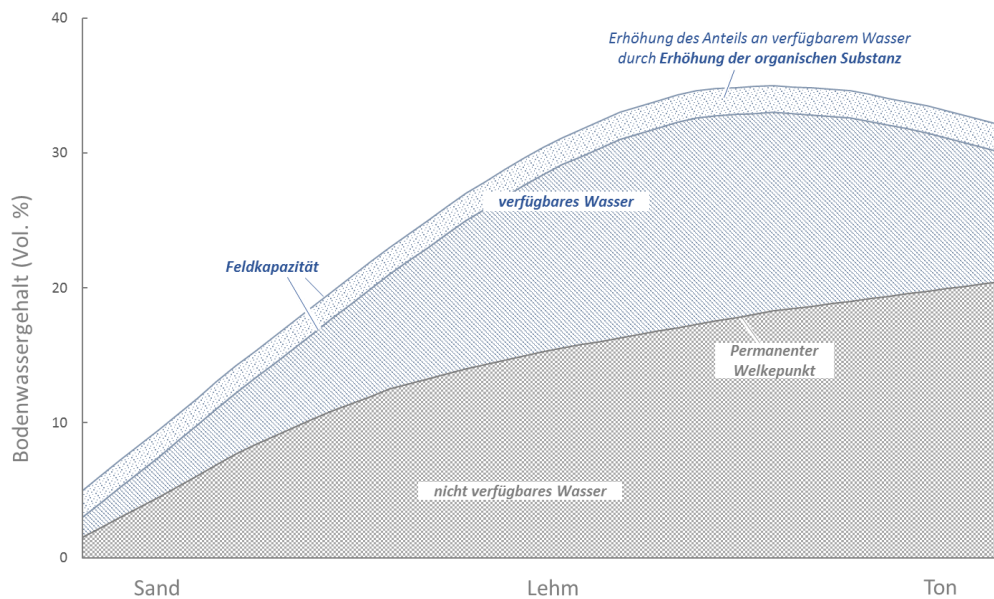 40
Erhöhung des Anteils an verfügbarem Wasser
durch Erhöhung der organischen Substanz
30
verfügbares Wasser
Feldkapazität
20
Bodenwassergehalt (Vol. %)
Permanenter
Welkepunkt
10
nicht verfügbares Wasser
0
Sand Lehm Ton